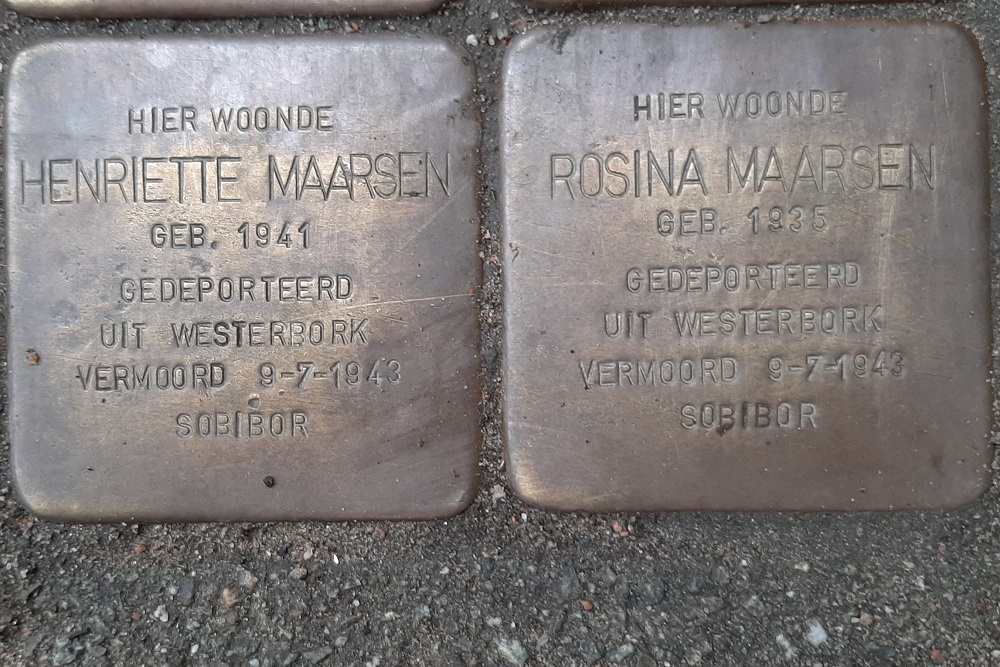 HIER WOONDE
HENRIETTE MAARSEN
GEB. 1941
GEDEPORTEERD
UIT WESTERBORK
VERMOORD 9-7-1943
SOBIBOR
HIER WOONDE
ROSINA MAARSEN
GEB. 1935
GEDEPORTEERD
UIT WESTERBORK
VERMOORD 9-7-1943
SOBIBOR